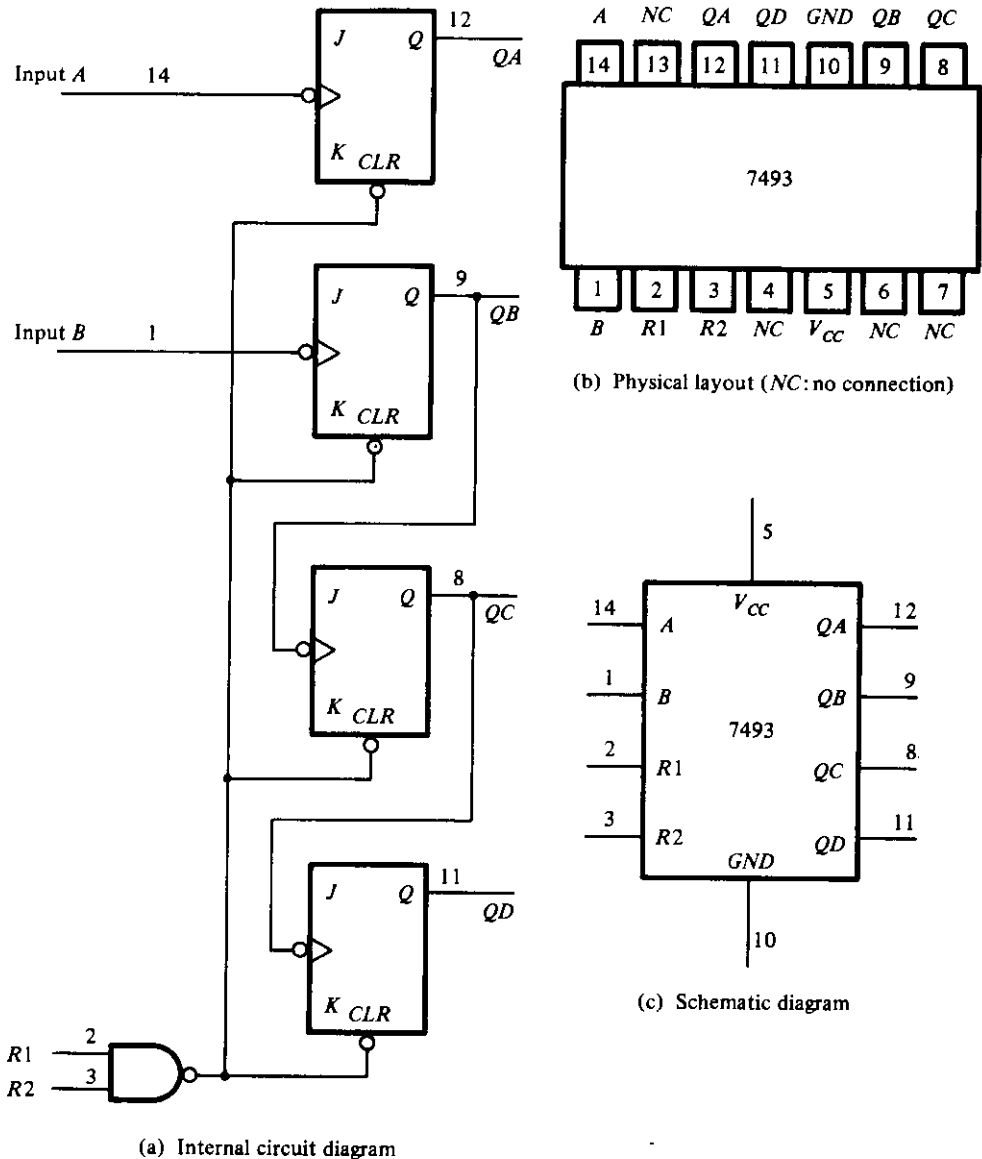 J Q 12
QA
Input A 14
K CLR
J Q 9
QB
Input B 1
K CLR
J Q 8
QC
K CLR
J Q 11
QD
K CLR
R1 2
R2 3
(a) Internal circuit diagram
A NC QA QD GND QB QC
14 13 12 11 10 9 8
7493
1 2 3 4 5 6 7
B R1 R2 NC VCC NC NC
(b) Physical layout (NC: no connection)
5
VCC
14 A QA 12
1 B QB 9
7493
2 R1 QC 8
3 R2 QD 11
GND
10
(c) Schematic diagram